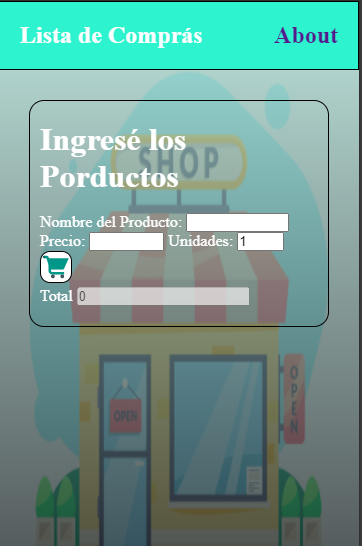 Lista de Comprás About
Ingresé los
Porductos
SHOP
Nombre del Producto:
Precio: Unidades: 1
Total 0
OPEN
OPEN